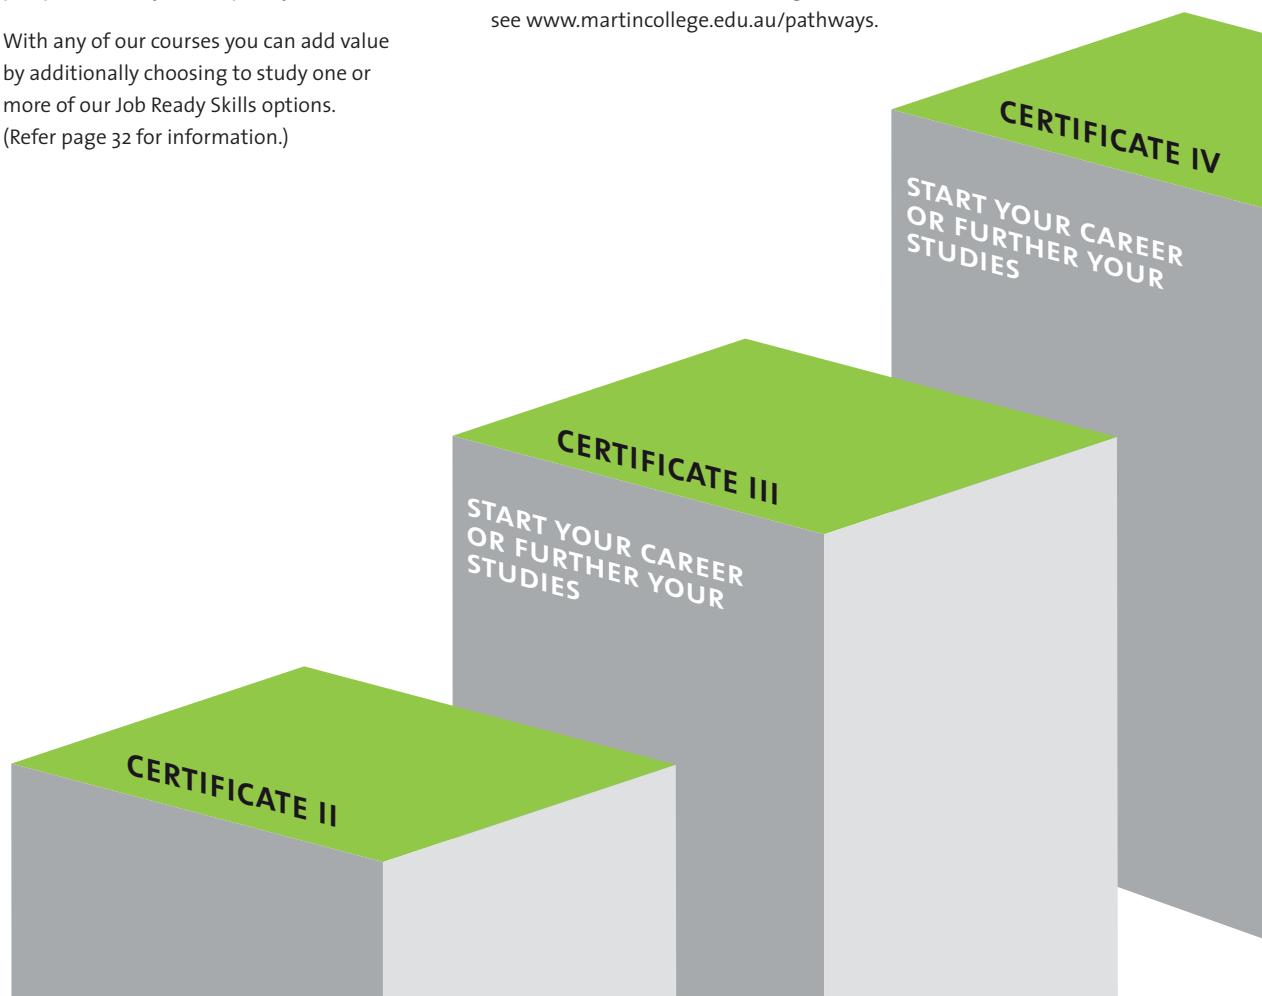 With any of our courses you can add value
by additionally choosing to study one or
more of our Job Ready Skills options.
(Refer page 32 for information.)
see www.martincollege.edu.au/pathways.
CERTIFICATE IV
START YOUR CAREER
OR FURTHER YOUR
STUDIES
CERTIFICATE III
START YOUR CAREER
OR FURTHER YOUR
STUDIES
CERTIFICATE II